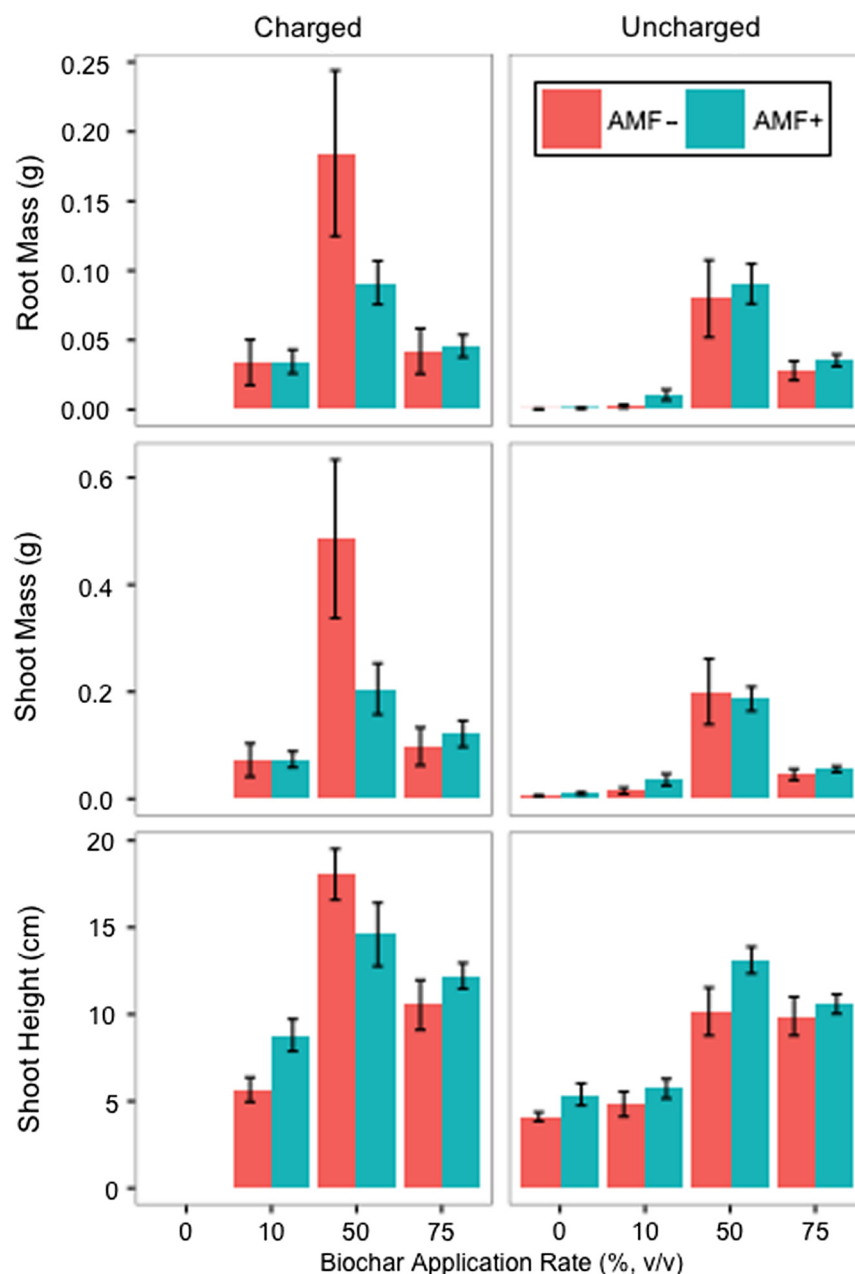 Charged Uncharged
AMF- AMF+
Root Mass (g)
0.25
0.20
0.15
0.10
0.05
0.00
Shoot Mass (g)
0.6
0.4
0.2
0.0
Shoot Height (cm)
20
15
10
5
0
0 10 50 75 0 10 50 75
Biochar Application Rate (%, v/v)